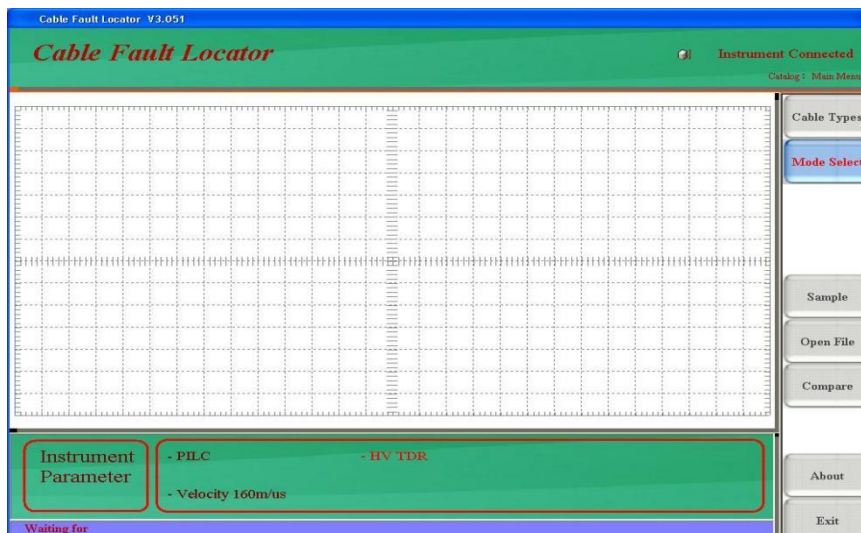 Cable Fault Locator V3.051
Cable Fault Locator
Instrument Connected
Catalog: Main Menu
Cable Types
Mode Select
Sample
Open File
Compare
Instrument
Parameter
- PILC
- HV TDR
- Velocity 160m/us
About
Exit
Waiting for